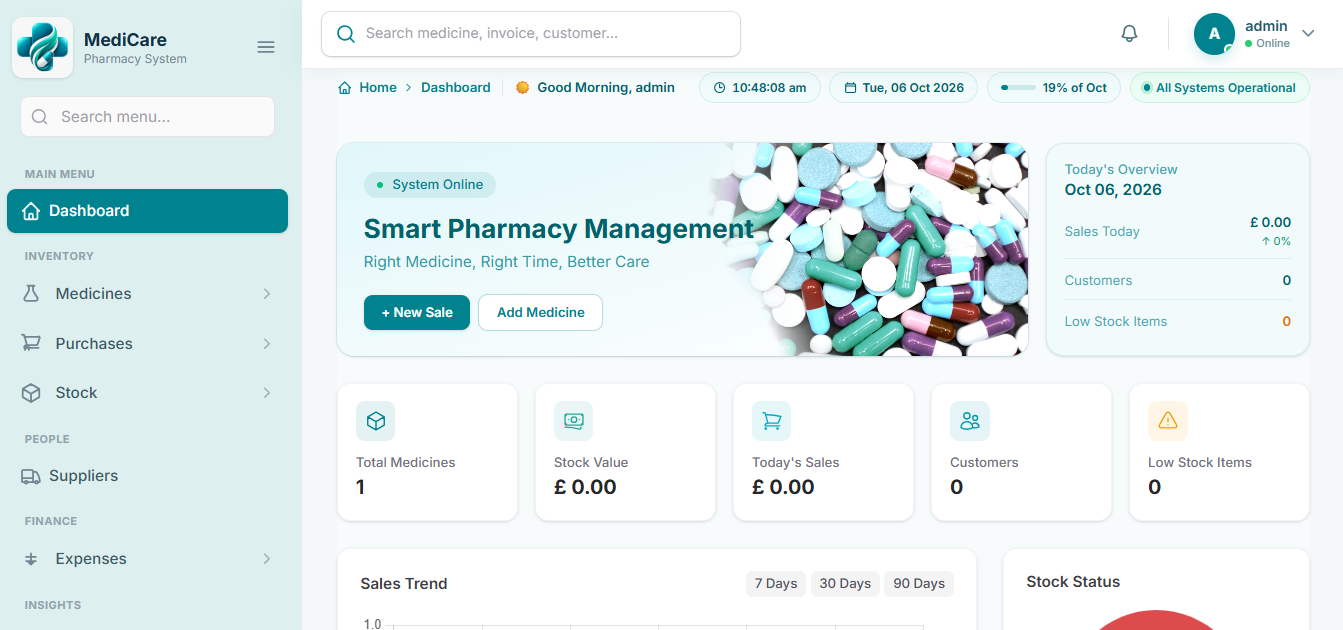 MediCare
Pharmacy System
Search menu...
MAIN MENU
Dashboard
INVENTORY
Medicines
Purchases
Stock
PEOPLE
Suppliers
FINANCE
Expenses
INSIGHTS
Search medicine, invoice, customer...
A
admin
Online
Home > Dashboard
Good Morning, admin
10:48:08 am
Tue, 06 Oct 2026
19% of Oct
All Systems Operational
System Online
Smart Pharmacy Management
Right Medicine, Right Time, Better Care
+ New Sale
Add Medicine
Today's Overview
Oct 06, 2026
Sales Today
£ 0.00
↑ 0%
Customers 0
Low Stock Items 0
Total Medicines
1
Stock Value
£ 0.00
Today's Sales
£ 0.00
Customers
0
Low Stock Items
0
Sales Trend
7 Days
30 Days
90 Days
1.0
Stock Status